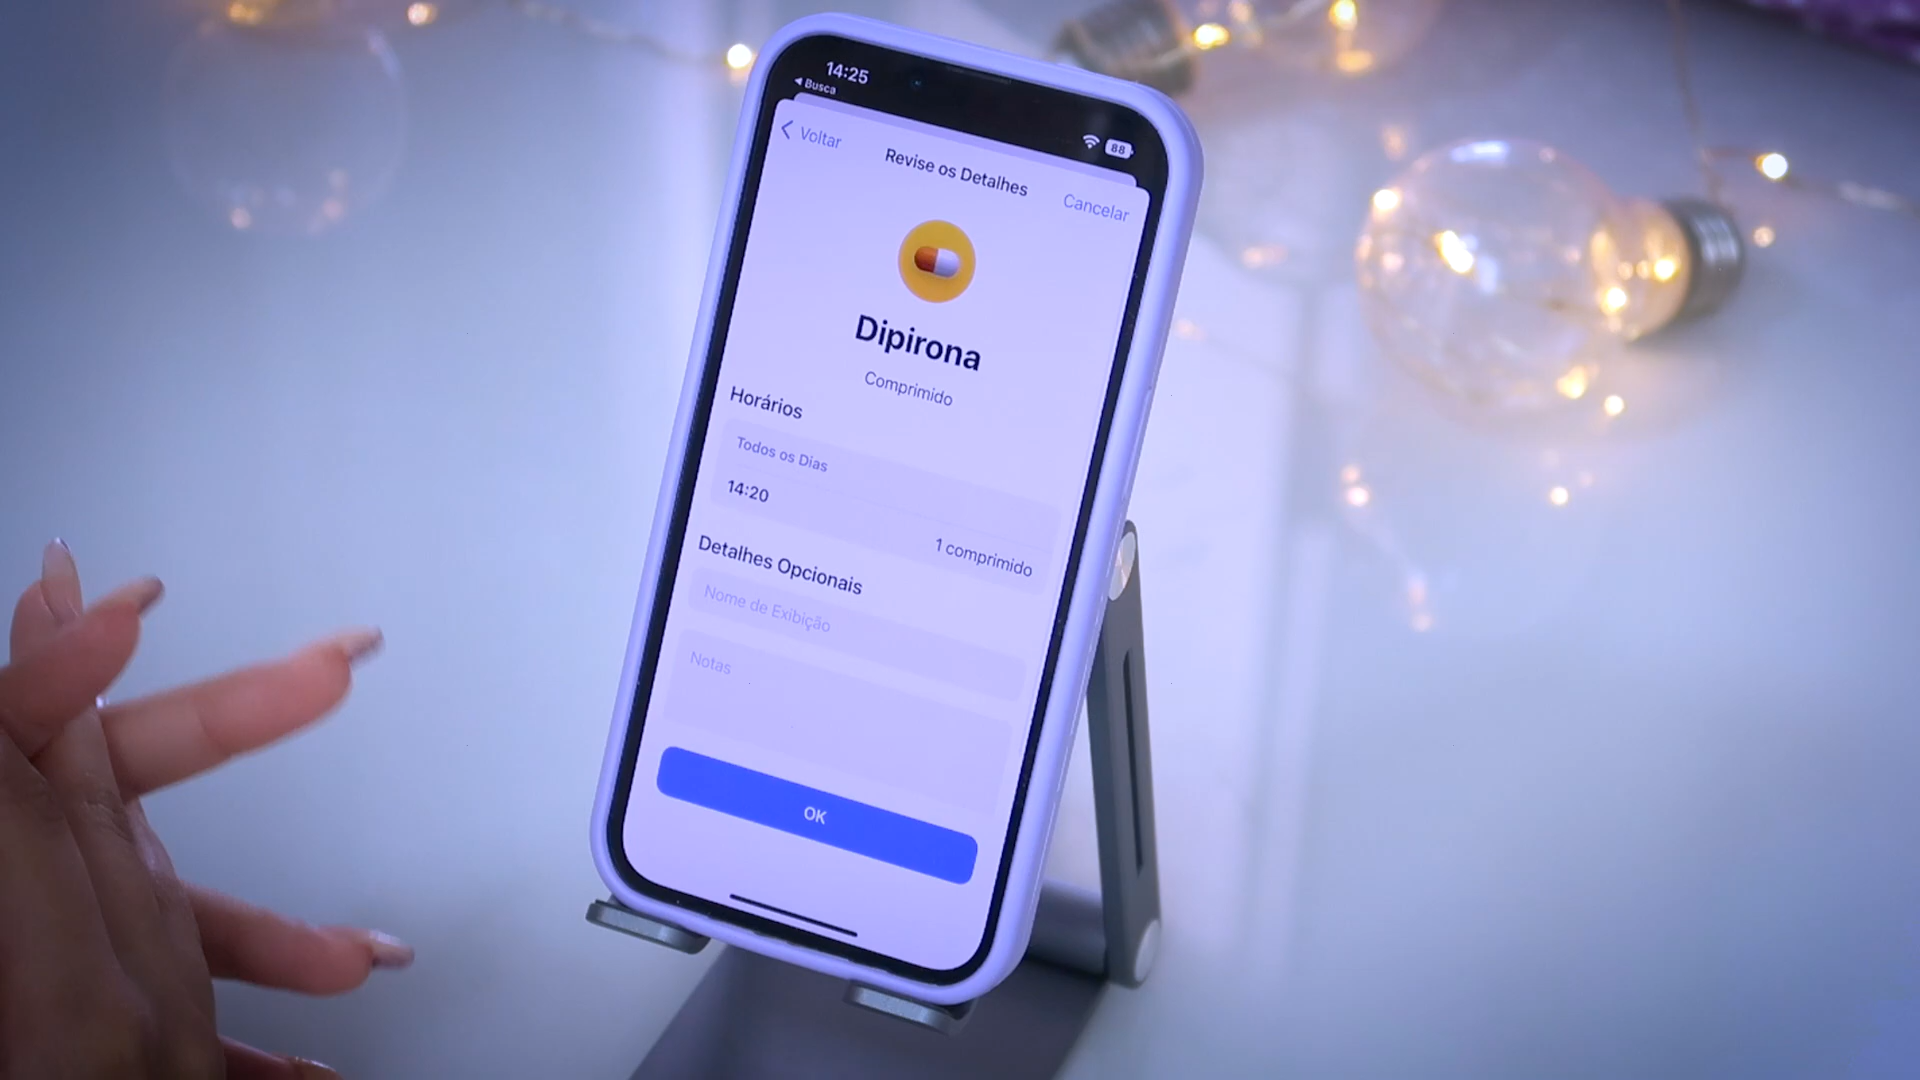 14:25
Busca
88
Voltar
Revise os Detalhes
Cancelar
Dipirona
Comprimido
Horários
Todos os Dias
14:20
1 comprimido
Detalhes Opcionais
Nome de Exibição
Notas
OK